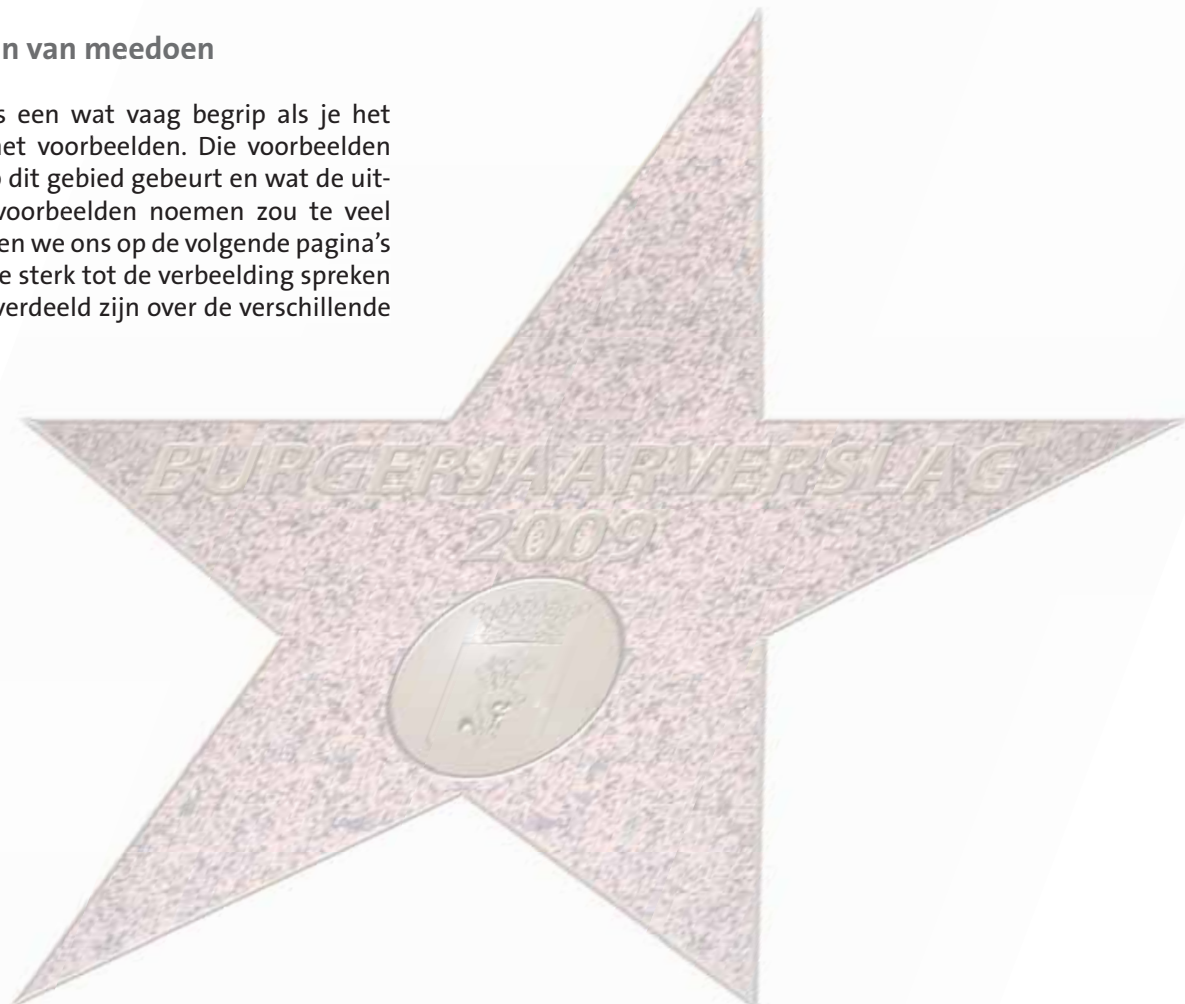 n van meedoen
s een wat vaag begrip als je het
net voorbeelden. Die voorbeelden
o dit gebied gebeurt en wat de uit-
voorbeelden noemen zou te veel
en we ons op de volgende pagina's
e sterk tot de verbeelding spreken
verdeeld zijn over de verschillende
BURGERJAARVERSLAG
2009